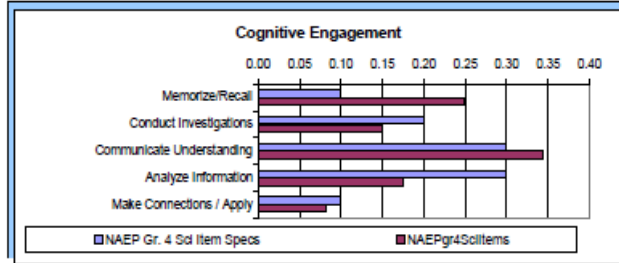 Cognitive Engagement
0.00 0.05 0.10 0.15 0.20 0.25 0.30 0.35 0.40
Memorize/Recall
Conduct Investigations
Communicate Understanding
Analyze Information
Make Connections / Apply
NAEP Gr. 4 Sci Item Specs NAEPgr4SciItems